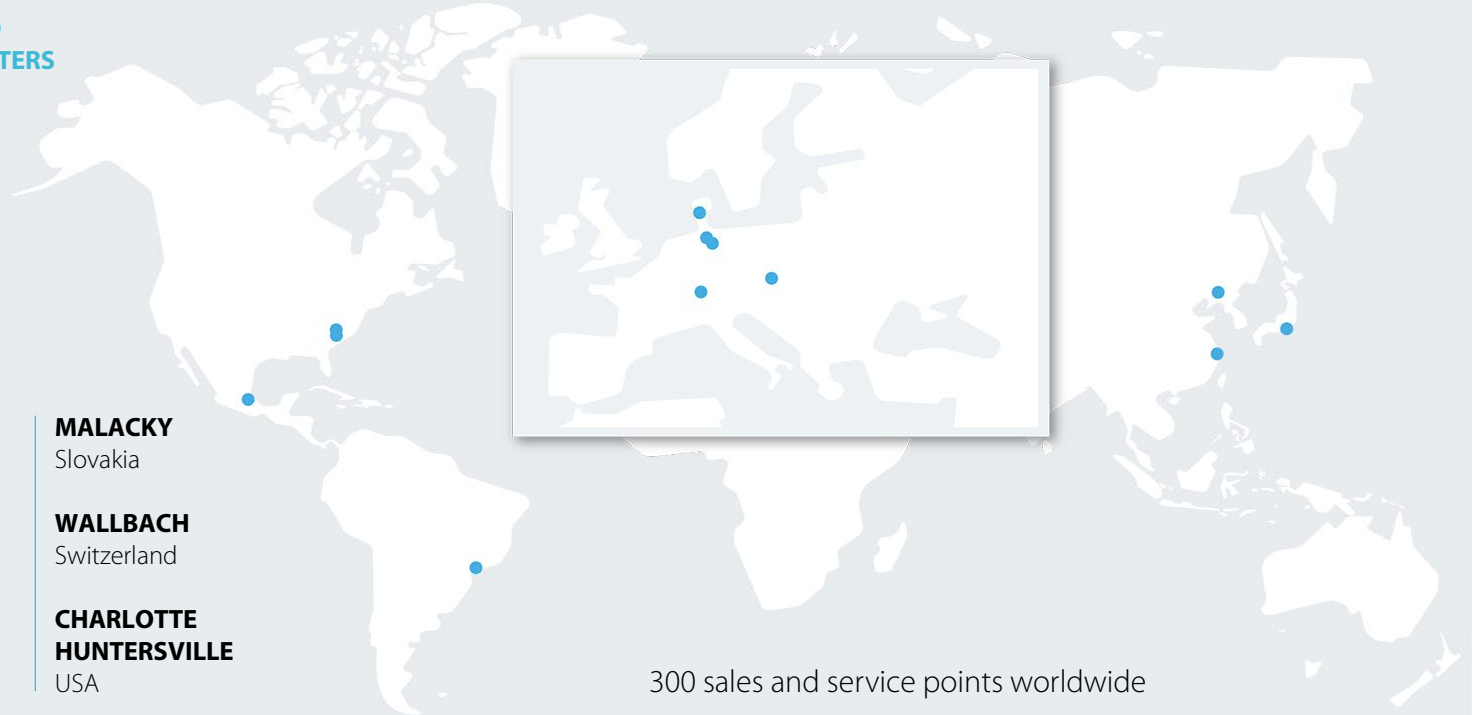 TERS
MALACKY
Slovakia
WALLBACH
Switzerland
CHARLOTTE
HUNTERSVILLE
USA
300 sales and service points worldwide